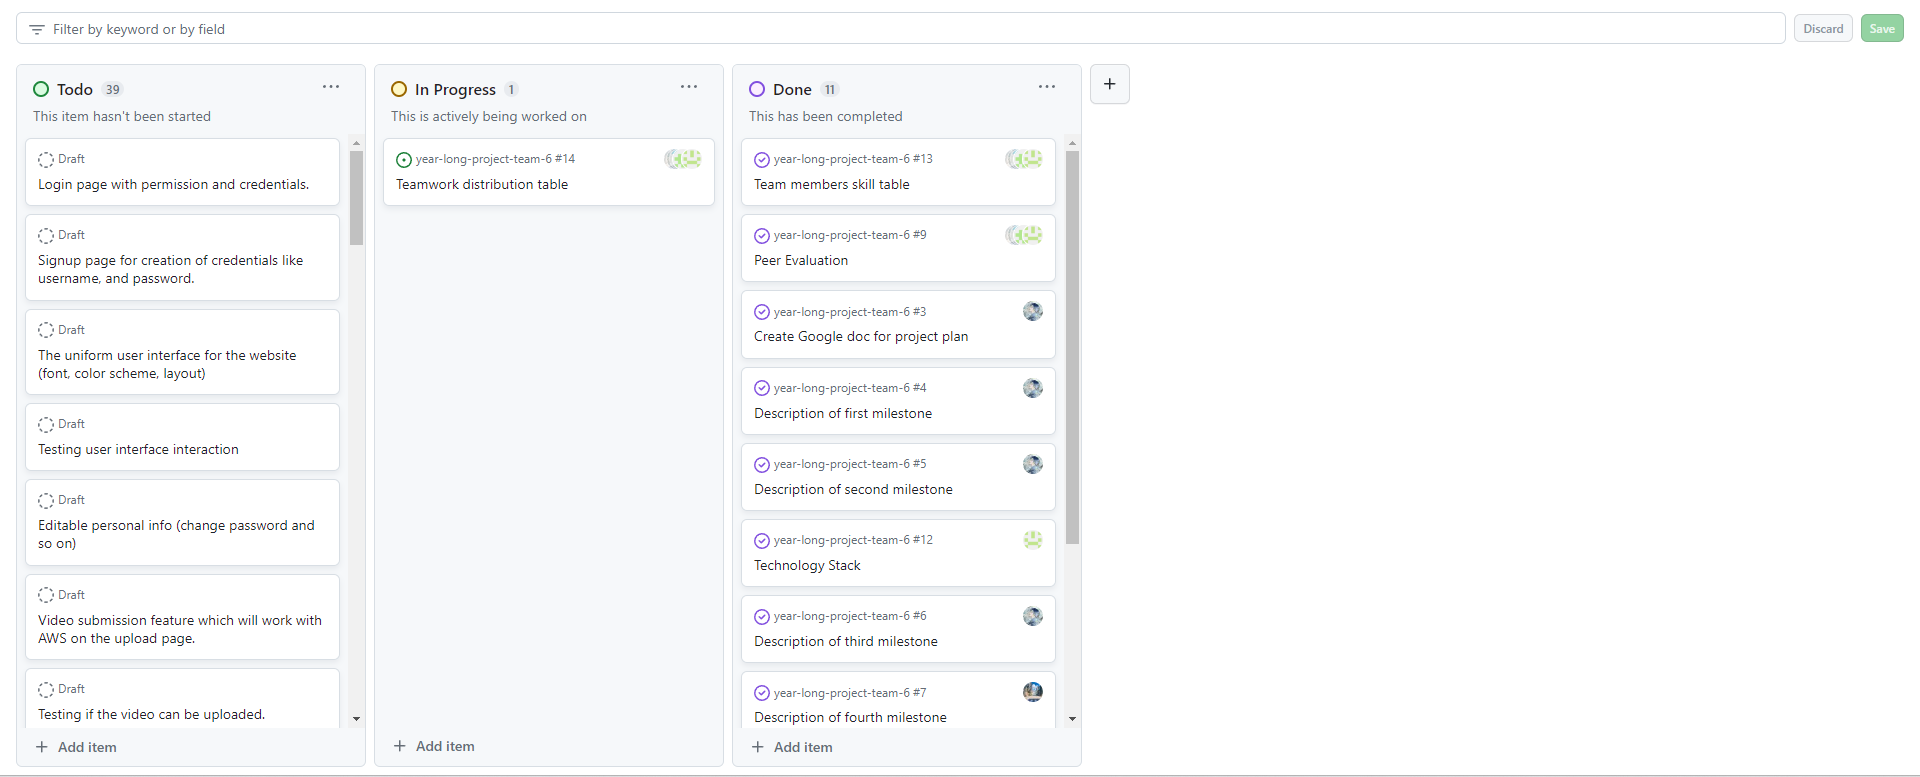 Filter by keyword or by field
Discard
Save
Todo 39
This item hasn't been started
Draft
Login page with permission and credentials.
Draft
Signup page for creation of credentials like
username, and password.
Draft
The uniform user interface for the website
(font, color scheme, layout)
Draft
Testing user interface interaction
Draft
Editable personal info (change password and
so on)
Draft
Video submission feature which will work with
AWS on the upload page.
Draft
Testing if the video can be uploaded.
Add item
In Progress 1
This is actively being worked on
year-long-project-team-6 #14
Teamwork distribution table
Add item
Done 11
This has been completed
year-long-project-team-6 #13
Team members skill table
year-long-project-team-6 #9
Peer Evaluation
year-long-project-team-6 #3
Create Google doc for project plan
year-long-project-team-6 #4
Description of first milestone
year-long-project-team-6 #5
Description of second milestone
year-long-project-team-6 #12
Technology Stack
year-long-project-team-6 #6
Description of third milestone
year-long-project-team-6 #7
Description of fourth milestone
Add item